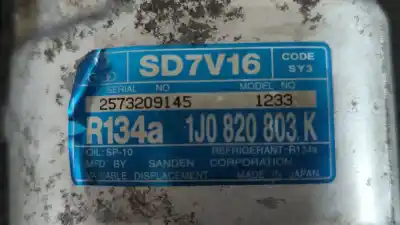 SD7V16
CODE
SY3
SERIAL NO
MODEL NO
2573209145
1233
R134a 1J0 820 803 K
OIL: SP-10 REFRIGERANT-R134a
MFD BY SANDEN CORPORATION
VARIABLE DISPLACEMENT MADE IN JAPAN